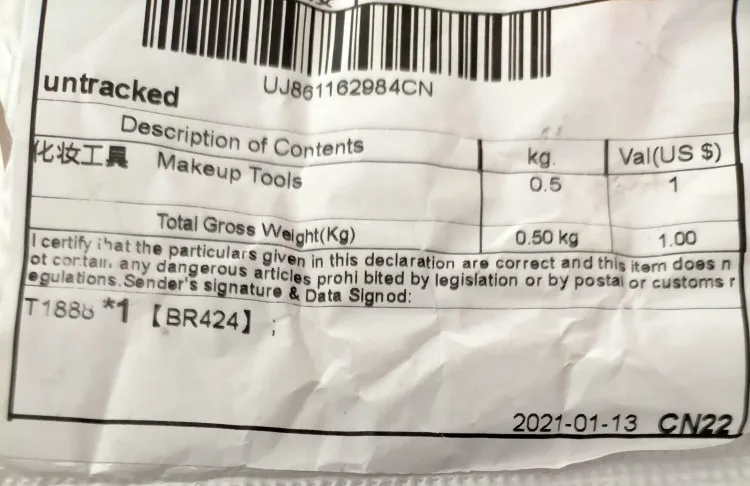 UJ861162984CN
untracked
Description of Contents kg. Val(US $)
化妆工具 Makeup Tools 0.5 1
Total Gross Weight(Kg) 0.50 kg 1.00
I certify that the particulars given in this declaration are correct and this item does n
ot contain any dangerous articles prohi bited by legislation or by postal or customs r
egulations.Sender's signature & Data Signod:
T1888 *1 【BR424】 ;
2021-01-13 CN22